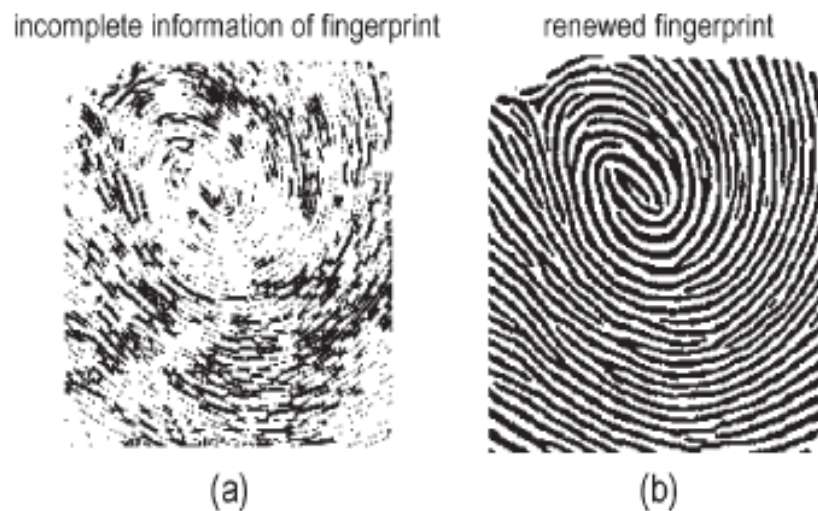 incomplete information of fingerprint
renewed fingerprint
(a)
(b)